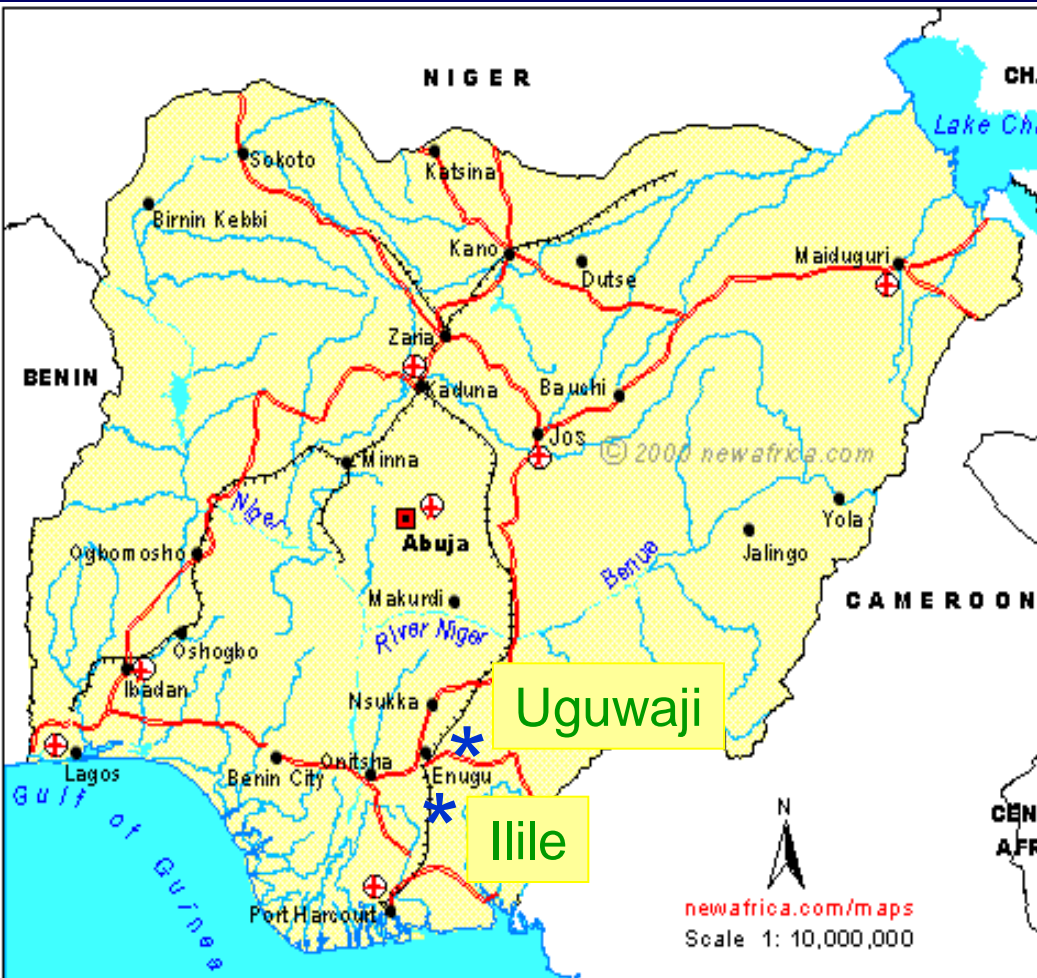 NIGER
CH
Lake Ch
Sokoto
Katsina
Birnin Kebbi
Kano
Dutse
Maiduguri
Zaria
BENIN
Kaduna
Bauchi
Jos
© 2000 newafrica.com
Minna
Niger
Yola
Abuja
Jalingo
Ogbomosho
Benue
Makurdi
CAMEROON
River Niger
Oshogbo
Ibadan
Nsukka
Uguwaji
*
Lagos
Benin City
Onitsha
Enugu
Gulf of Guinea
*
Ilile
N
CEN
AFR
Port Harcourt
newafrica.com/maps
Scale 1: 10,000,000